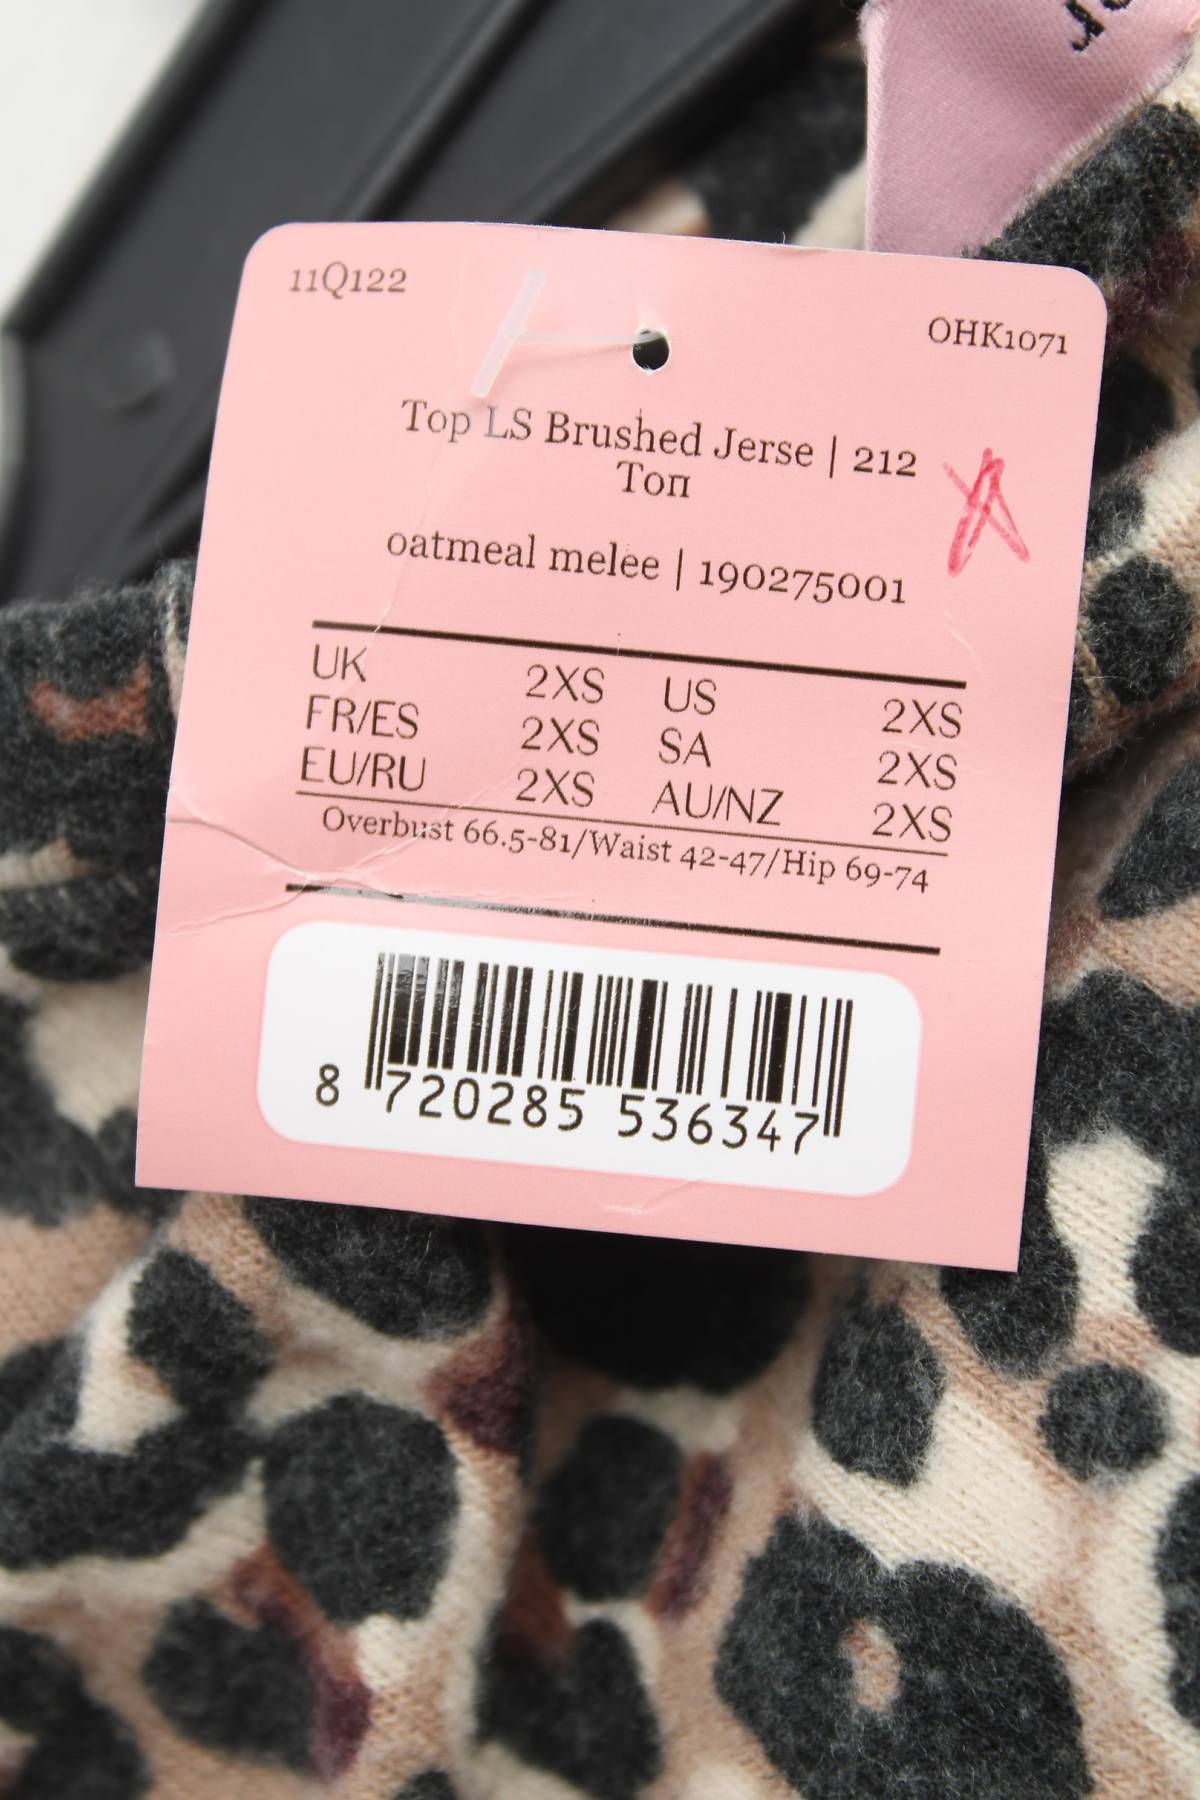 11Q122
OHK1071
Top LS Brushed Jerse | 212
Топ
oatmeal melee | 190275001
UK 2XS US 2XS
FR/ES 2XS SA 2XS
EU/RU 2XS AU/NZ 2XS
Overbust 66.5-81/Waist 42-47/Hip 69-74
8 720285 536347